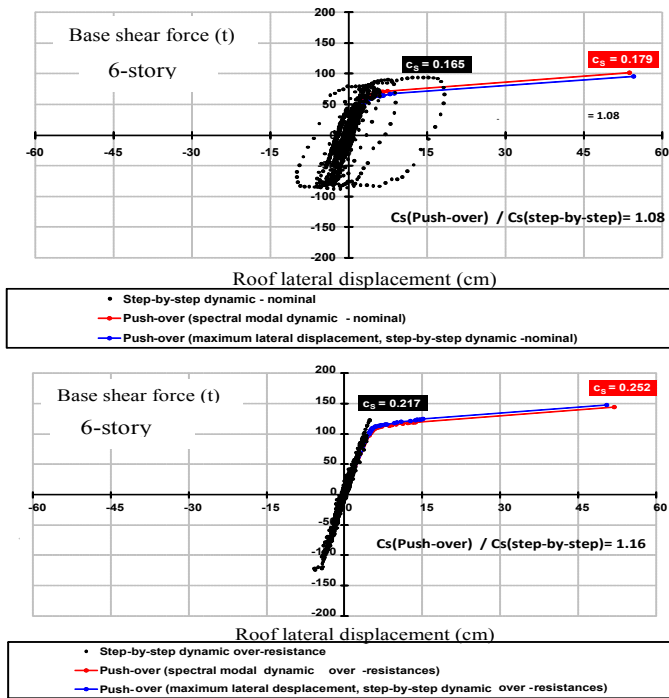 200
Base shear force (t)
150
6-story
cS = 0.165
cS = 0.179
100
50
= 1.08
0
-60
-45
-30
-15
0
15
30
45
60
-50
Cs(Push-over) / Cs(step-by-step)= 1.08
-100
-150
-200
Roof lateral displacement (cm)
Step-by-step dynamic - nominal
Push-over (spectral modal dynamic - nominal)
Push-over (maximum lateral displacement, step-by-step dynamic -nominal)
200
Base shear force (t)
150
6-story
cS = 0.217
cS = 0.252
100
50
0
-60
-45
-30
-15
0
15
30
45
60
-50
Cs(Push-over) / Cs(step-by-step)= 1.16
-100
-150
-200
Roof lateral displacement (cm)
Step-by-step dynamic over-resistance
Push-over (spectral modal dynamic over -resistances)
Push-over (maximum lateral desplacement, step-by-step dynamic over -resistances)